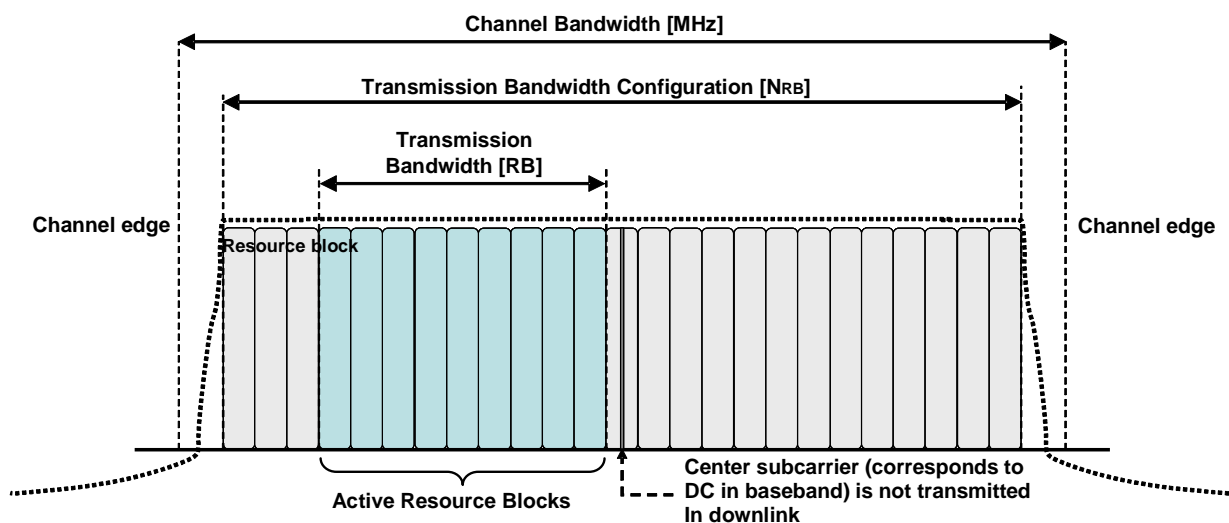 Channel Bandwidth [MHz]
Transmission Bandwidth Configuration [NRB]
Transmission
Bandwidth [RB]
Channel edge
Channel edge
Resource block
Center subcarrier (corresponds to
DC in baseband) is not transmitted
In downlink
Active Resource Blocks